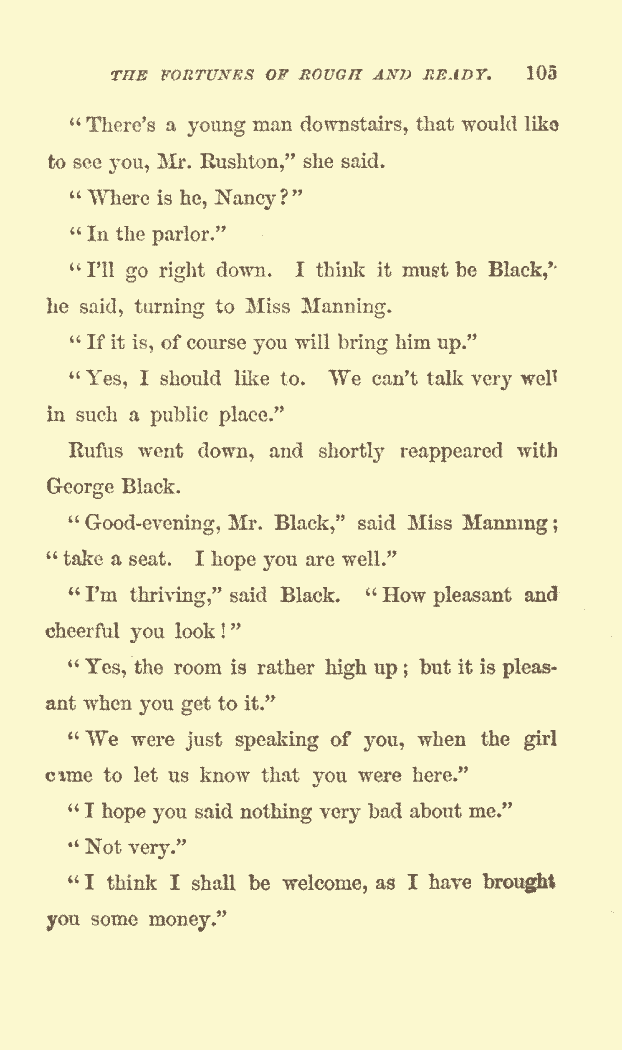 THE FORTUNES OF ROUGH AND READY. 105
“There’s a young man downstairs, that would like
to see you, Mr. Rushton,” she said.
“Where is he, Nancy?”
“In the parlor.”
“I’ll go right down. I think it must be Black,”
he said, turning to Miss Manning.
“If it is, of course you will bring him up.”
“Yes, I should like to. We can’t talk very well
in such a public place.”
Rufus went down, and shortly reappeared with
George Black.
“Good-evening, Mr. Black,” said Miss Manning;
“take a seat. I hope you are well.”
“I’m thriving,” said Black. “How pleasant and
cheerful you look!”
“Yes, the room is rather high up; but it is pleas-
ant when you get to it.”
“We were just speaking of you, when the girl
came to let us know that you were here.”
“I hope you said nothing very bad about me.”
“Not very.”
“I think I shall be welcome, as I have brought
you some money.”